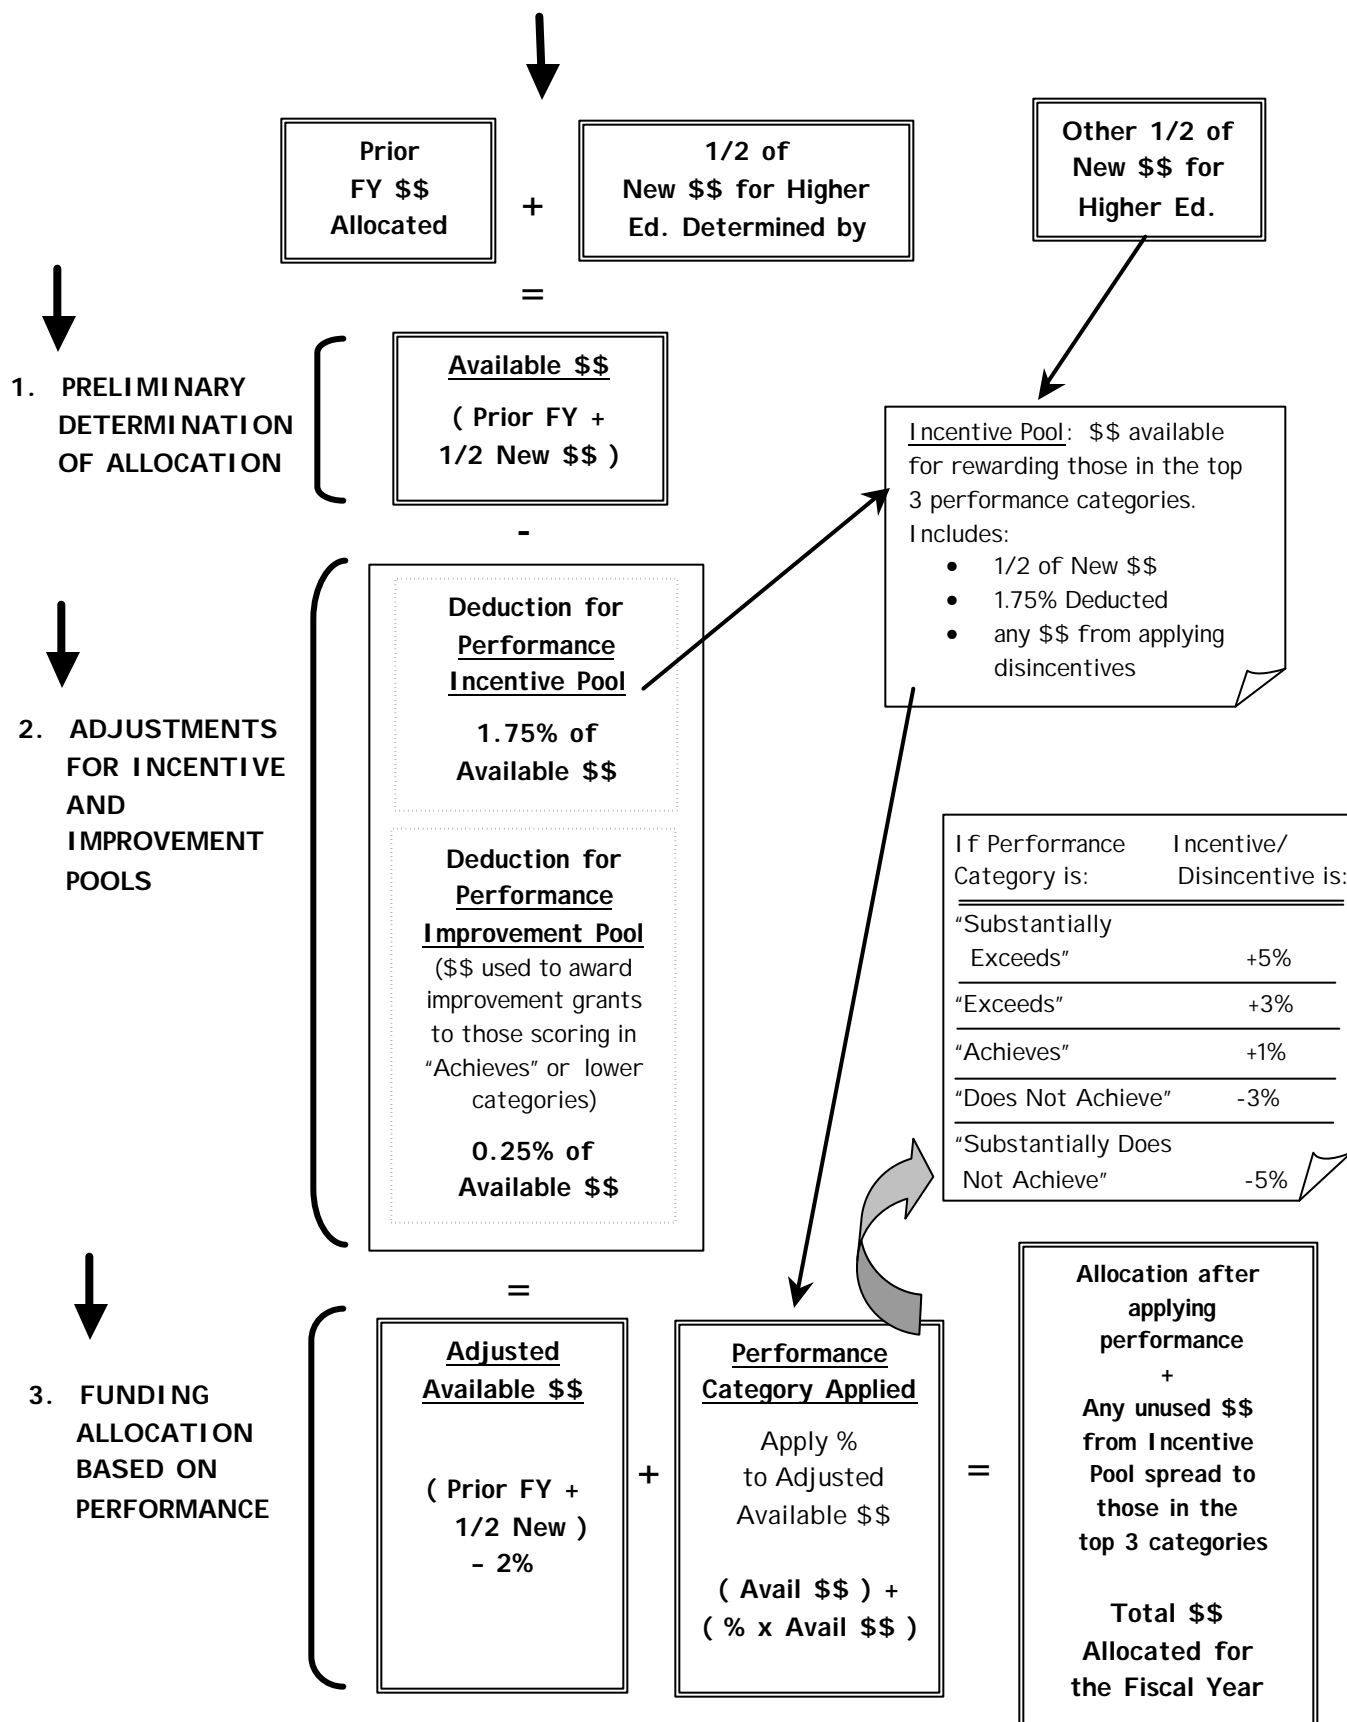 Prior
FY $$
Allocated
+
1/2 of
New $$ for Higher
Ed. Determined by
Other 1/2 of
New $$ for
Higher Ed.
=
1. PRELIMINARY
DETERMINATION
OF ALLOCATION
Available $$
( Prior FY +
1/2 New $$ )
Incentive Pool: $$ available
for rewarding those in the top
3 performance categories.
Includes:
• 1/2 of New $$
• 1.75% Deducted
• any $$ from applying
disincentives
-
2. ADJUSTMENTS
FOR INCENTIVE
AND
IMPROVEMENT
POOLS
Deduction for
Performance
Incentive Pool
1.75% of
Available $$
Deduction for
Performance
Improvement Pool
($$ used to award
improvement grants
to those scoring in
“Achieves” or lower
categories)
0.25% of
Available $$
If Performance Incentive/
Category is: Disincentive is:
“Substantially
Exceeds” +5%
“Exceeds” +3%
“Achieves” +1%
“Does Not Achieve” -3%
“Substantially Does
Not Achieve” -5%
=
3. FUNDING
ALLOCATION
BASED ON
PERFORMANCE
Adjusted
Available $$
( Prior FY +
1/2 New )
– 2%
+
Performance
Category Applied
Apply %
to Adjusted
Available $$
( Avail $$ ) +
( % x Avail $$ )
=
Allocation after
applying
performance
+
Any unused $$
from Incentive
Pool spread to
those in the
top 3 categories
Total $$
Allocated for
the Fiscal Year